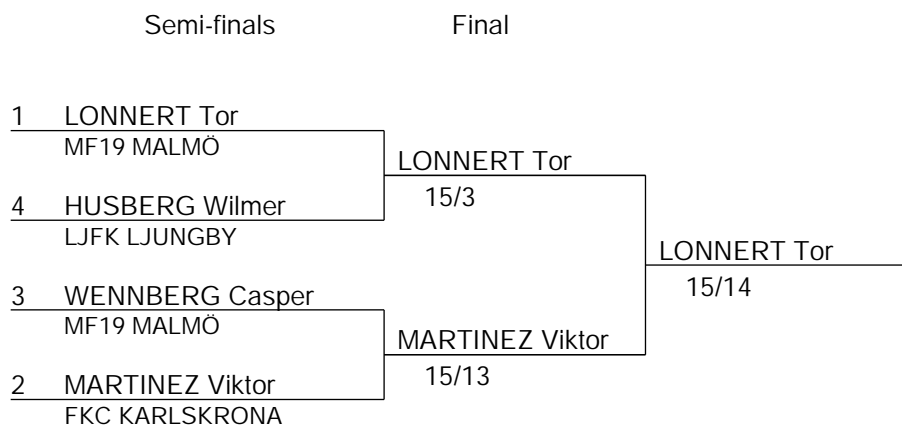 Semi-finals Final
1 LONNERT Tor
MF19 MALMÖ
LONNERT Tor
15/3
4 HUSBERG Wilmer
LJFK LJUNGBY
LONNERT Tor
15/14
3 WENNBERG Casper
MF19 MALMÖ
MARTINEZ Viktor
15/13
2 MARTINEZ Viktor
FKC KARLSKRONA